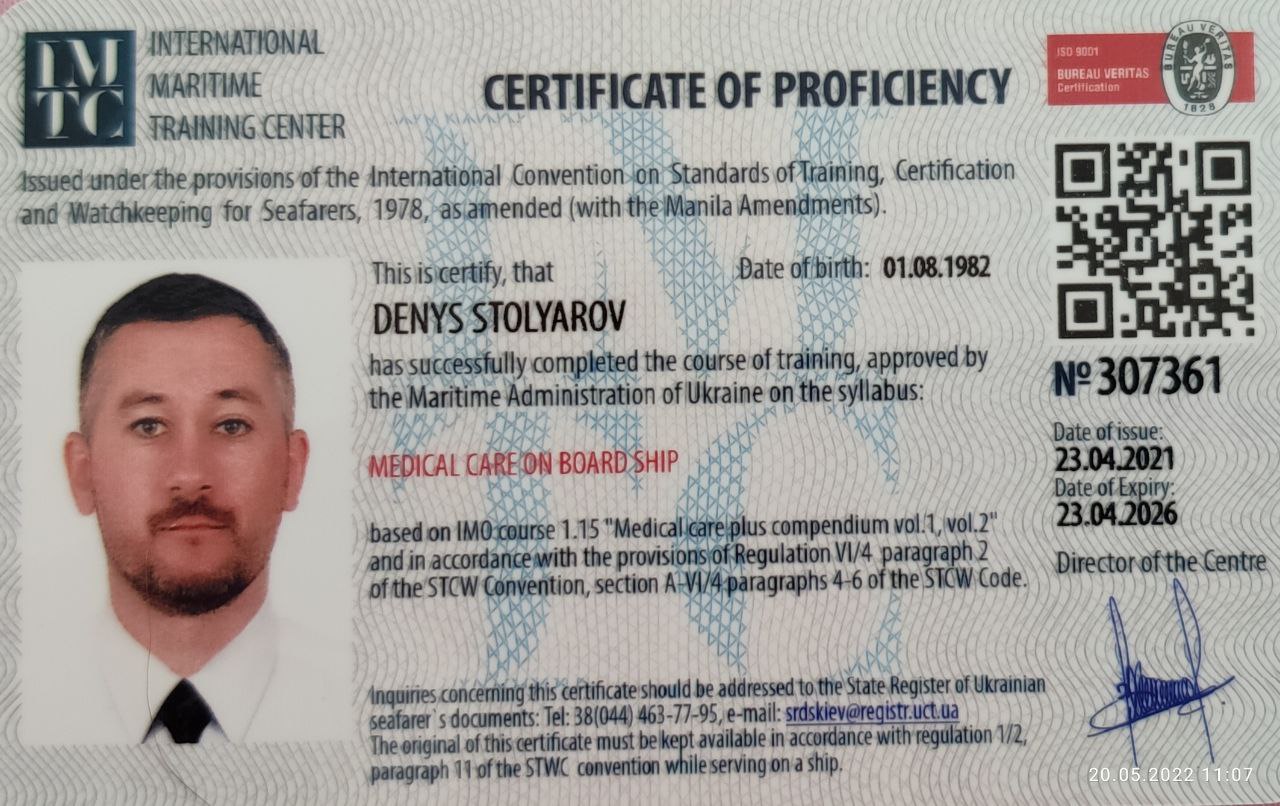 IM
TC
INTERNATIONAL
MARITIME
TRAINING CENTER
CERTIFICATE OF PROFICIENCY
ISO 9001
BUREAU VERITAS
Certification
BUREAU VERITAS
1828
Issued under the provisions of the International Convention on Standards of Training, Certification
and Watchkeeping for Seafarers, 1978, as amended (with the Manila Amendments).
This is certify, that
Date of birth: 01.08.1982
DENYS STOLYAROV
has successfully completed the course of training, approved by
the Maritime Administration of Ukraine on the syllabus:
MEDICAL CARE ON BOARD SHIP
based on IMO course 1.15 "Medical care plus compendium vol.1, vol.2"
and in accordance with the provisions of Regulation VI/4 paragraph 2
of the STCW Convention, section A-VI/4 paragraphs 4-6 of the STCW Code.
№ 307361
Date of issue:
23.04.2021
Date of Expiry:
23.04.2026
Director of the Centre
Inquiries concerning this certificate should be addressed to the State Register of Ukrainian
seafarer`s documents: Tel: 38(044) 463-77-95, e-mail: srdskiev@registr.uct.ua
The original of this certificate must be kept available in accordance with regulation 1/2,
paragraph 11 of the STWC convention while serving on a ship.
20.05.2022 11:07